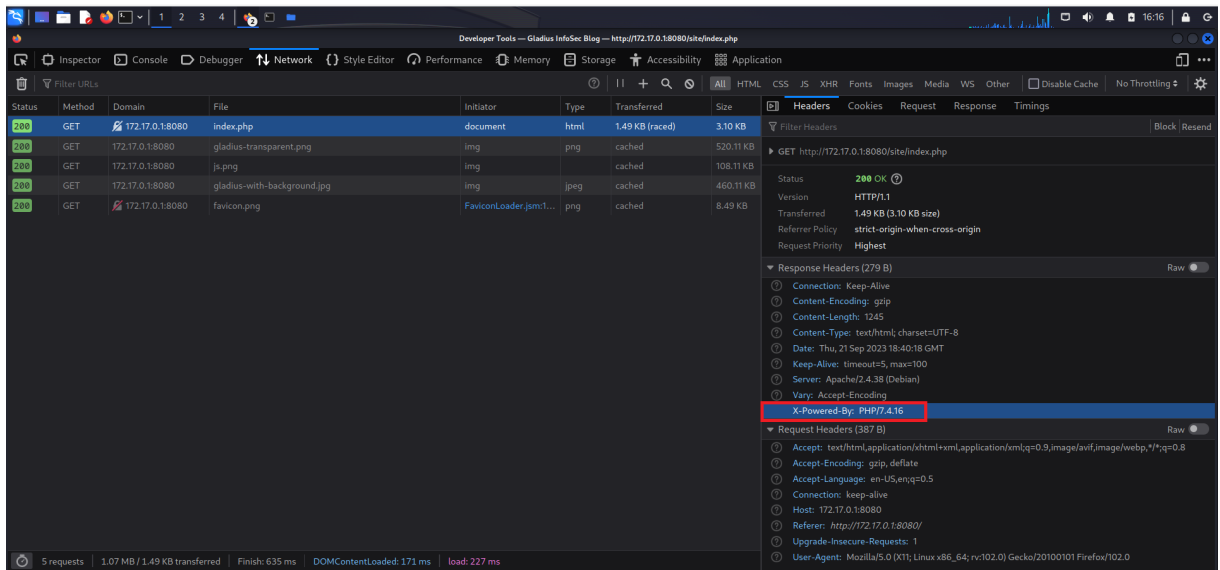 1 2 3 4 2 16:16
Developer Tools — Gladius InfoSec Blog — http://172.17.0.1:8080/site/index.php
Inspector Console Debugger Network Style Editor Performance Memory Storage Accessibility Application
Filter URLs All HTML CSS JS XHR Fonts Images Media WS Other Disable Cache No Throttling
Status Method Domain File Initiator Type Transferred Size
200 GET 172.17.0.1:8080 index.php document html 1.49 KB (raced) 3.10 KB
200 GET 172.17.0.1:8080 gladius-transparent.png img png cached 520.11 KB
200 GET 172.17.0.1:8080 js.png img cached 108.11 KB
200 GET 172.17.0.1:8080 gladius-with-background.jpg img jpeg cached 460.11 KB
200 GET 172.17.0.1:8080 favicon.png FaviconLoader.jsm:1... png cached 8.49 KB
5 requests 1.07 MB / 1.49 KB transferred Finish: 635 ms DOMContentLoaded: 171 ms load: 227 ms
Headers Cookies Request Response Timings
Filter Headers Block Resend
GET http://172.17.0.1:8080/site/index.php
Status 200 OK
Version HTTP/1.1
Transferred 1.49 KB (3.10 KB size)
Referrer Policy strict-origin-when-cross-origin
Request Priority Highest
Response Headers (279 B) Raw
Connection: Keep-Alive
Content-Encoding: gzip
Content-Length: 1245
Content-Type: text/html; charset=UTF-8
Date: Thu, 21 Sep 2023 18:40:18 GMT
Keep-Alive: timeout=5, max=100
Server: Apache/2.4.38 (Debian)
Vary: Accept-Encoding
X-Powered-By: PHP/7.4.16
Request Headers (387 B) Raw
Accept: text/html,application/xhtml+xml,application/xml;q=0.9,image/avif,image/webp,*/*;q=0.8
Accept-Encoding: gzip, deflate
Accept-Language: en-US,en;q=0.5
Connection: keep-alive
Host: 172.17.0.1:8080
Referer: http://172.17.0.1:8080/
Upgrade-Insecure-Requests: 1
User-Agent: Mozilla/5.0 (X11; Linux x86_64; rv:102.0) Gecko/20100101 Firefox/102.0